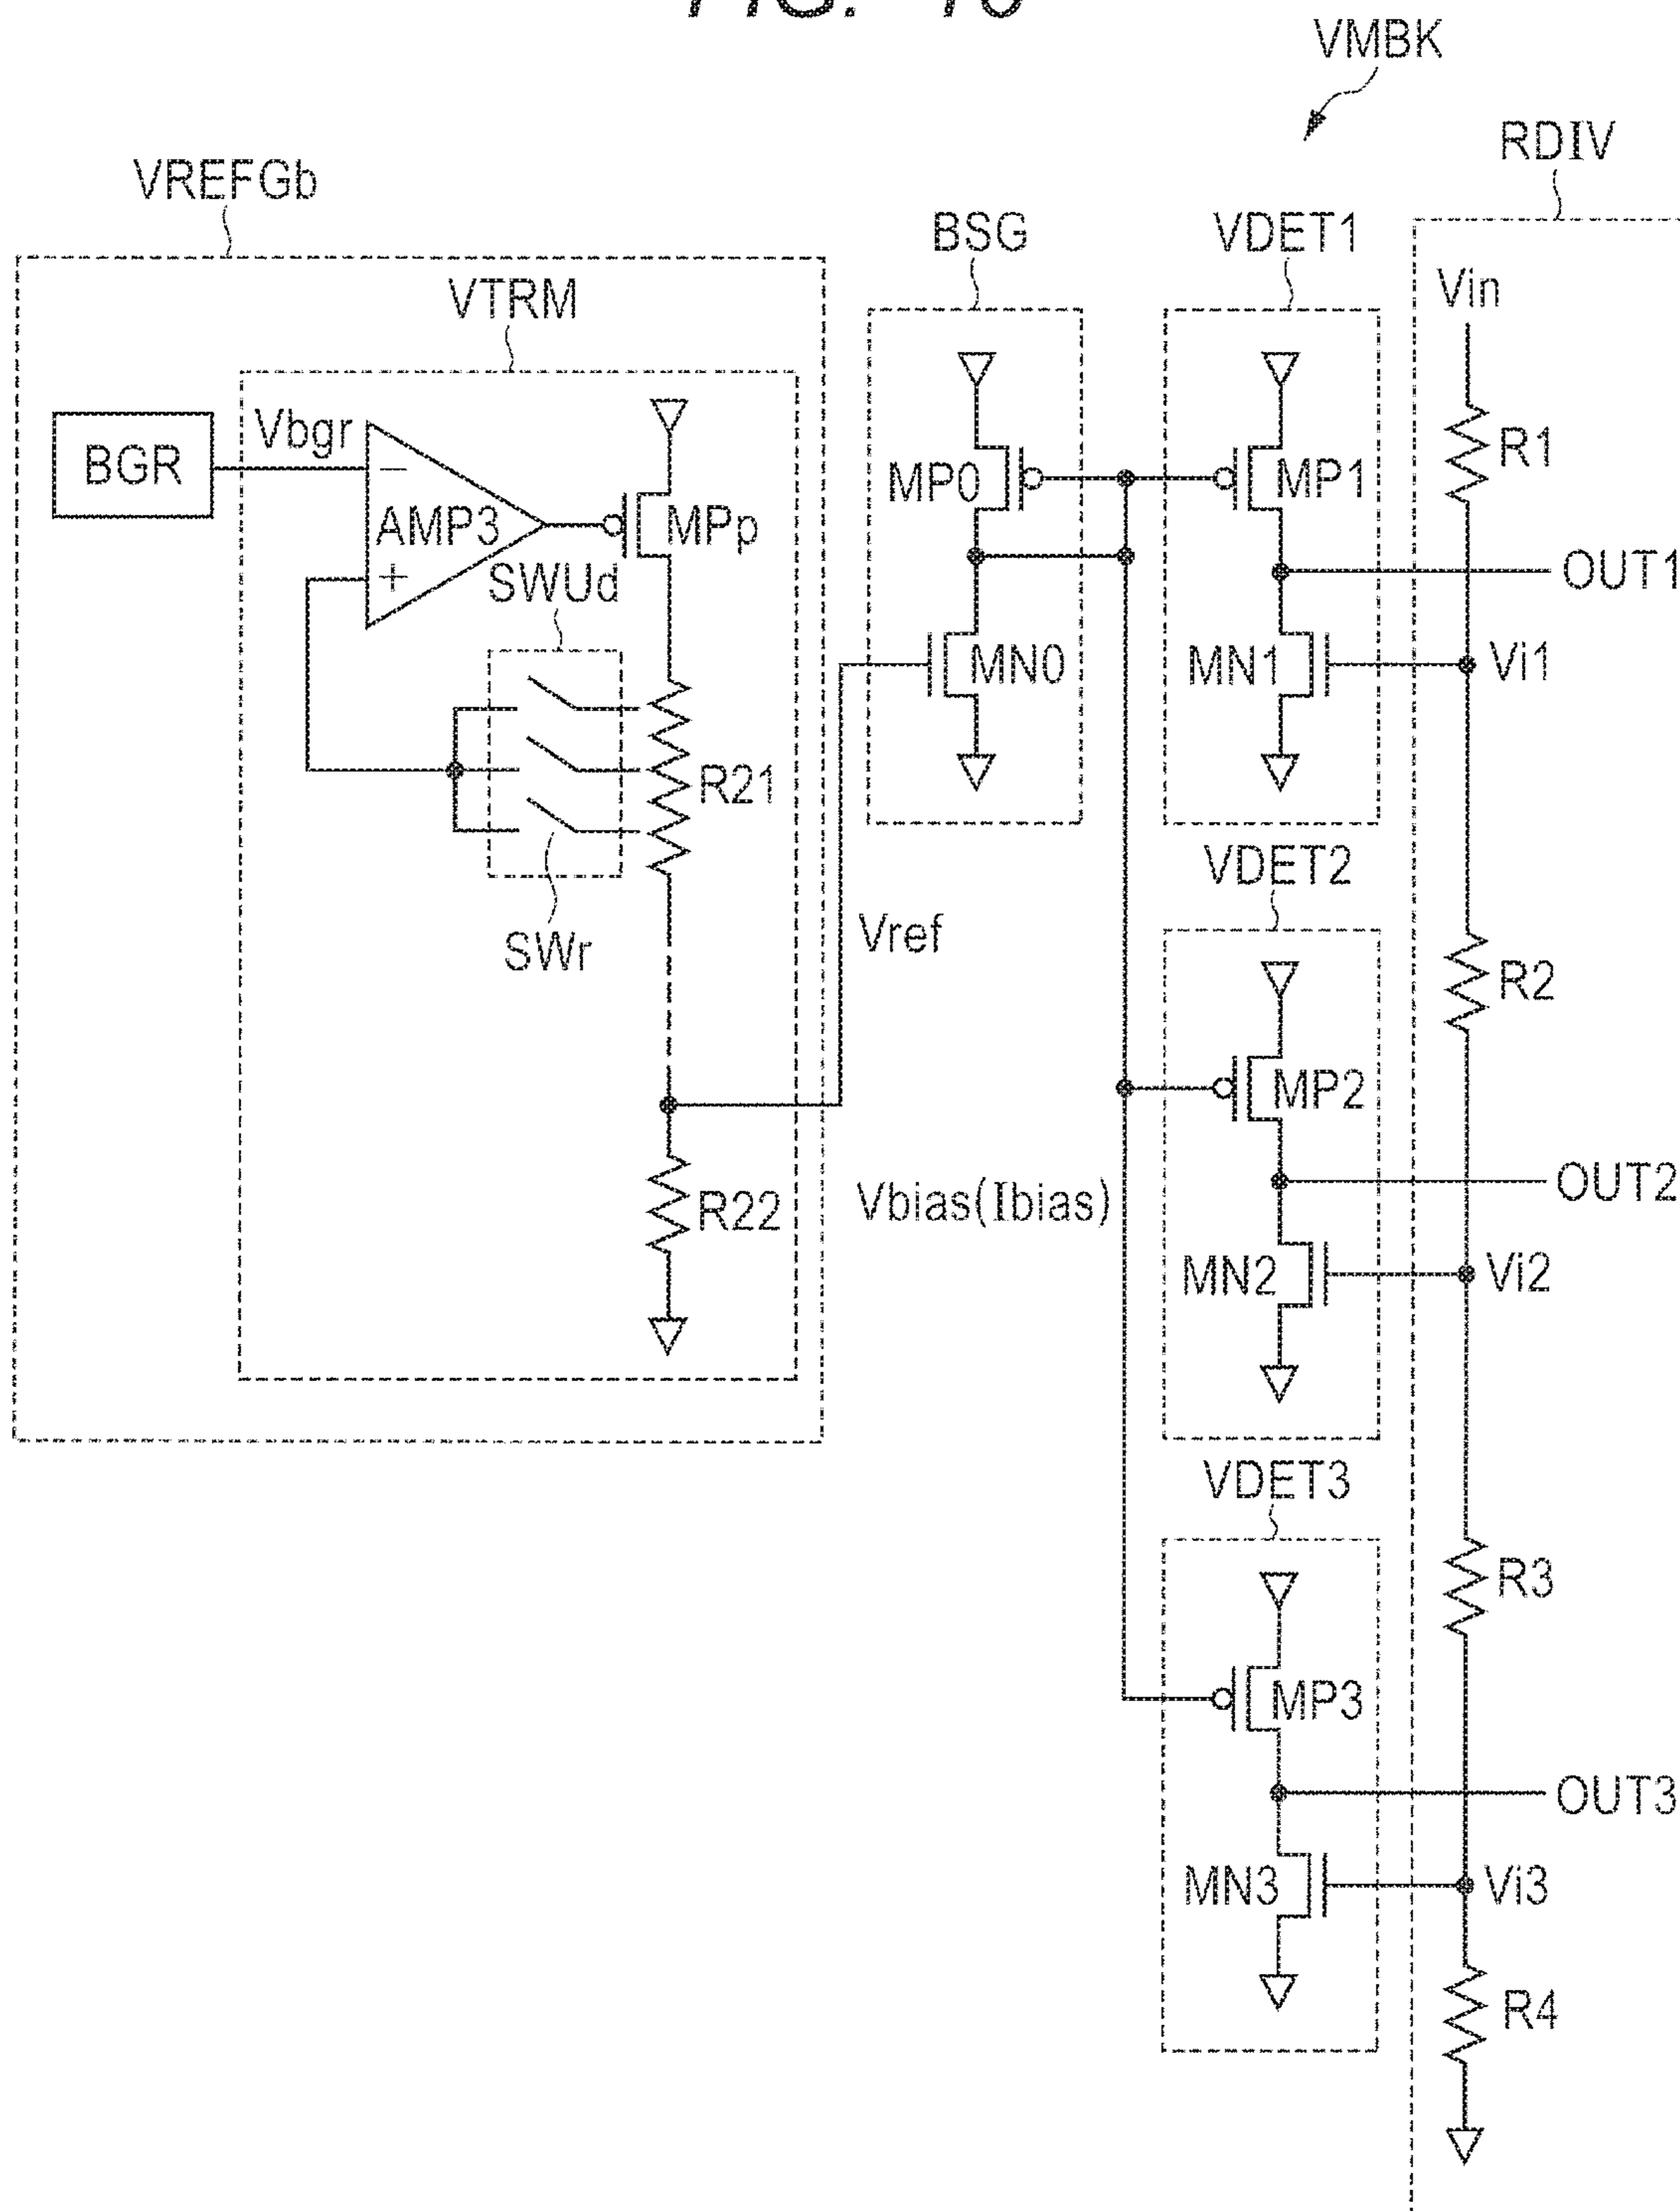 VMBK
RDIV
VREFGb
BSG
VDET1
VTRM
Vin
Vbgr
BGR
−
AMP3
+
MPp
MP0
MP1
R1
SWUd
OUT1
MN0
MN1
Vi1
R21
VDET2
SWr
Vref
R2
MP2
Vbias(Ibias)
OUT2
R22
MN2
Vi2
VDET3
R3
MP3
OUT3
MN3
Vi3
R4